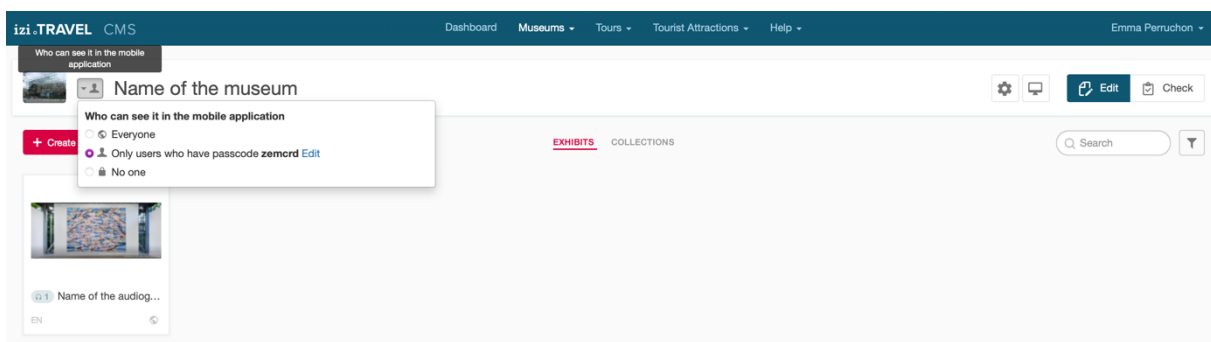 izi.TRAVEL CMS Dashboard Museums Tours Tourist Attractions Help Emma Perruchon
Who can see it in the mobile
application
Name of the museum Edit Check
Who can see it in the mobile application
Everyone
Only users who have passcode zemcrd Edit
No one
+ Create EXHIBITS COLLECTIONS Search
1 Name of the audiog...
EN